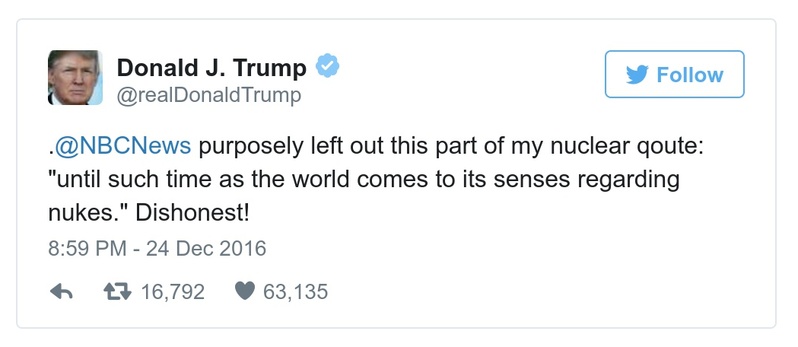 Donald J. Trump
@realDonaldTrump
Follow
.@NBCNews purposely left out this part of my nuclear qoute:
"until such time as the world comes to its senses regarding
nukes." Dishonest!
8:59 PM - 24 Dec 2016
16,792 63,135